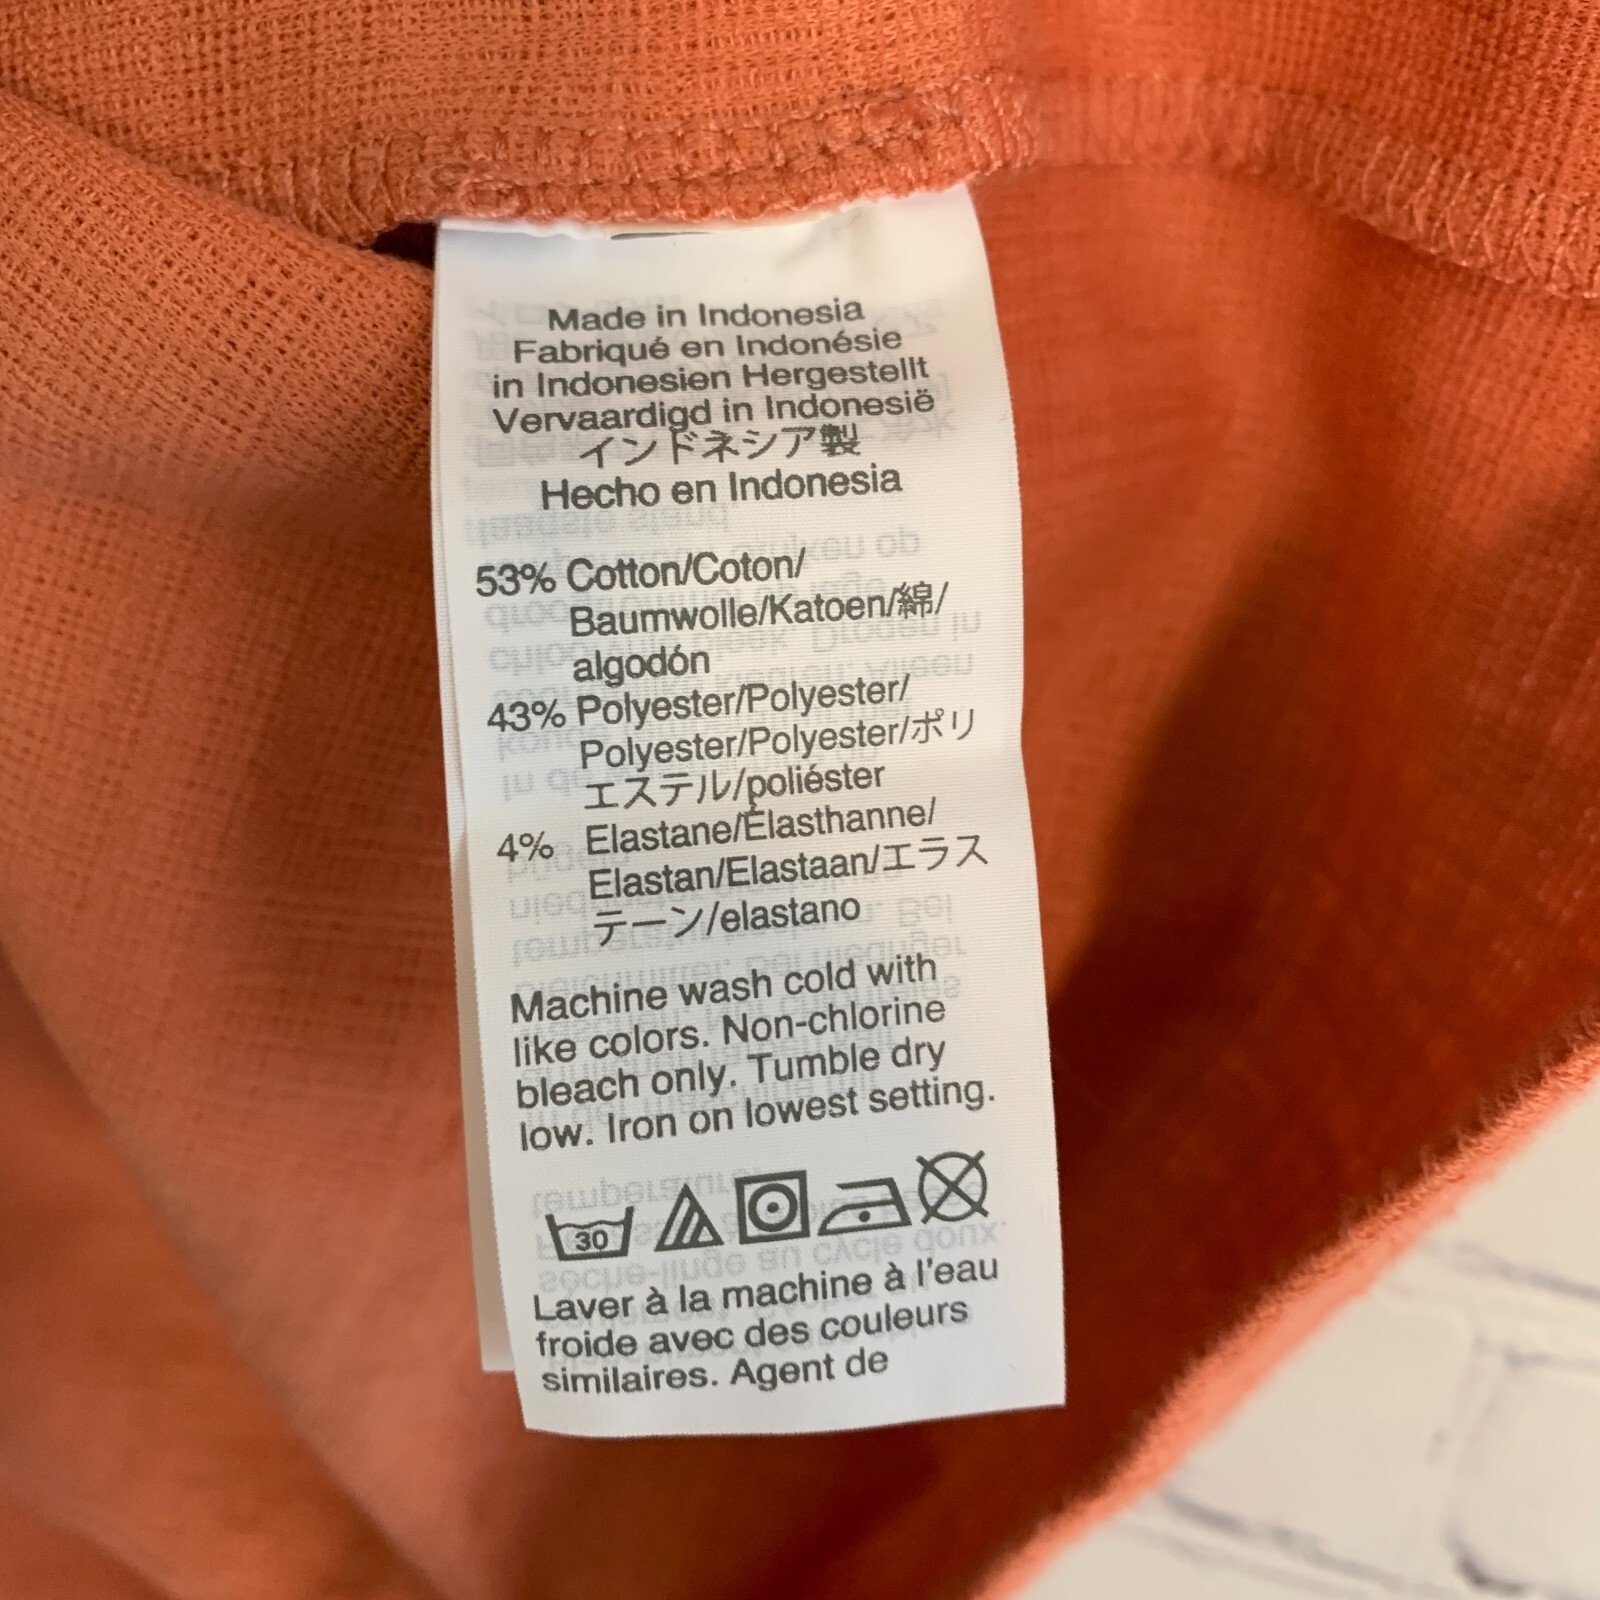 Made in Indonesia
Fabriqué en Indonésie
in Indonesien Hergestellt
Vervaardigd in Indonesië
インドネシア製
Hecho en Indonesia
53% Cotton/Coton/
Baumwolle/Katoen/綿/
algodón
43% Polyester/Polyester/
Polyester/Polyester/ポリ
エステル/poliéster
4% Elastane/Élasthanne/
Elastan/Elastaan/エラス
テーン/elastano
Machine wash cold with
like colors. Non-chlorine
bleach only. Tumble dry
low. Iron on lowest setting.
30
Laver à la machine à l'eau
froide avec des couleurs
similaires. Agent de